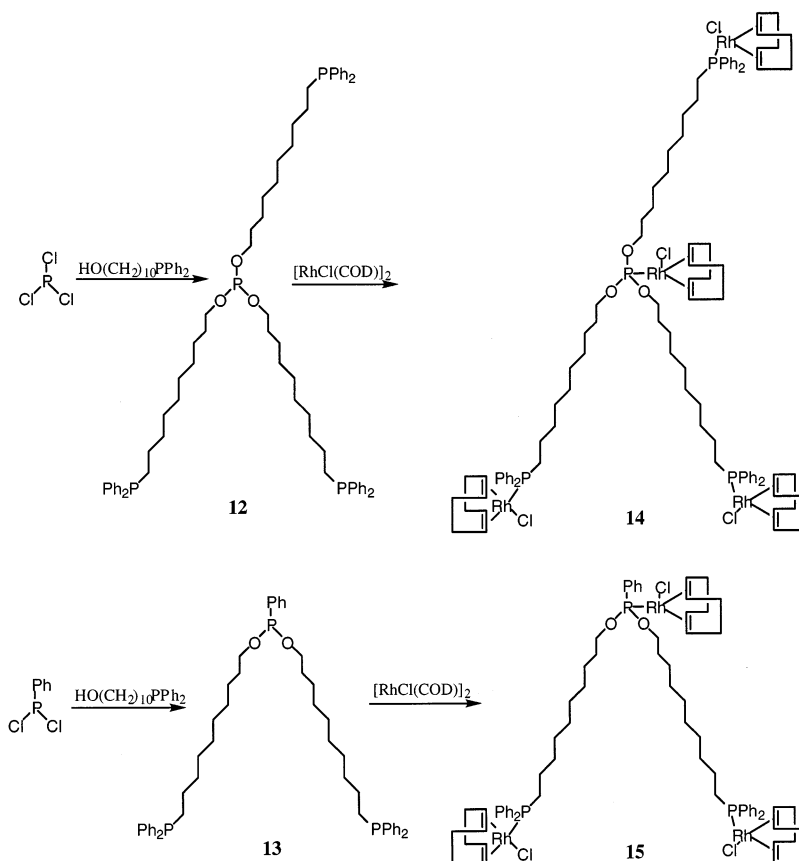 Cl
Rh
PPh2
PPh2
O
Cl
P
Cl
Cl
HO(CH2)10PPh2
O
P
O
O
[RhCl(COD)]2
O
Cl
P
Rh
O
O
Ph2P
PPh2
12
Ph2P
Rh
Cl
PPh2
Rh
Cl
14
Ph
P
Cl
Cl
HO(CH2)10PPh2
Ph
P
O
O
[RhCl(COD)]2
Ph
Cl
P
Rh
O
O
Ph2P
PPh2
13
Ph2P
Rh
Cl
PPh2
Rh
Cl
15